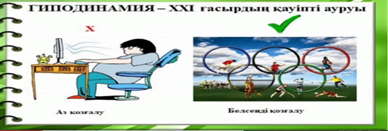 ГИПОДИНАМИЯ – XXI ғасырдың қауіпті ауруы
X
Аз қозғалу
Белсенді қозғалу